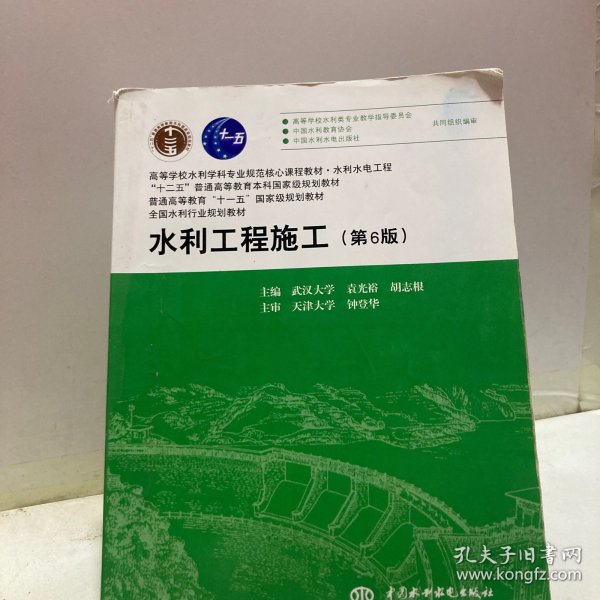 十二五
十一五
高等学校水利类专业教学指导委员会
中国水利教育协会
中国水利水电出版社
共同组织编审
高等学校水利学科专业规范核心课程教材·水利水电工程
“十二五”普通高等教育本科国家级规划教材
普通高等教育“十一五”国家级规划教材
全国水利行业规划教材
水利工程施工（第6版）
主编 武汉大学 袁光裕 胡志根
主审 天津大学 钟登华
中国水利水电出版社
孔夫子旧书网
www.kongfz.com